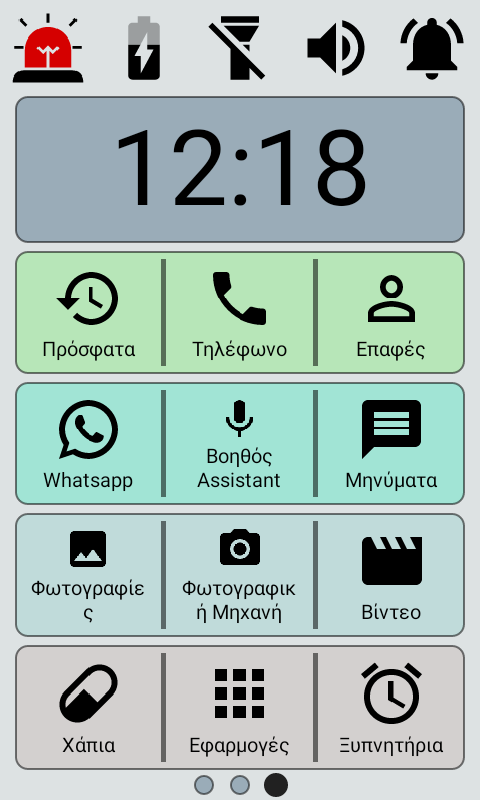 12:18
Πρόσφατα
Τηλέφωνο
Επαφές
Whatsapp
Βοηθός
Assistant
Μηνύματα
Φωτογραφίε
ς
Φωτογραφικ
ή Μηχανή
Βίντεο
Χάπια
Εφαρμογές
Ξυπνητήρια